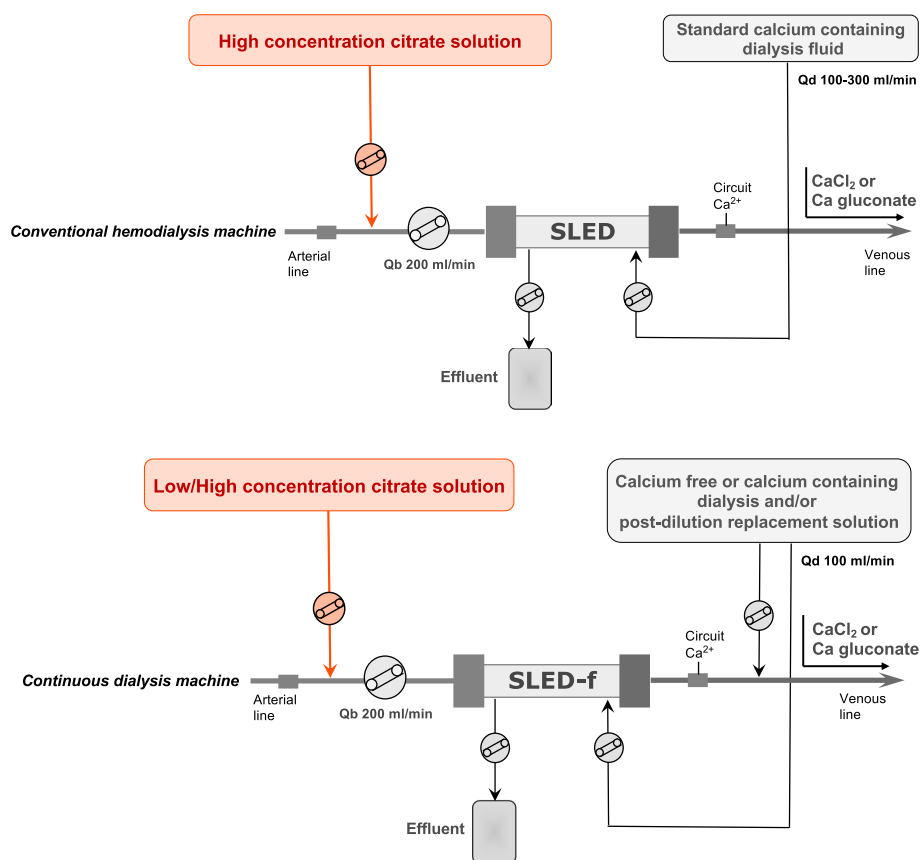 High concentration citrate solution
Standard calcium containing
dialysis fluid
Qd 100-300 ml/min
Circuit
Ca²⁺
CaCl₂ or
Ca gluconate
Conventional hemodialysis machine
SLED
Arterial
line
Qb 200 ml/min
Venous
line
Effluent
Low/High concentration citrate solution
Calcium free or calcium containing
dialysis and/or
post-dilution replacement solution
Qd 100 ml/min
Circuit
Ca²⁺
CaCl₂ or
Ca gluconate
Continuous dialysis machine
SLED-f
Arterial
line
Qb 200 ml/min
Venous
line
Effluent